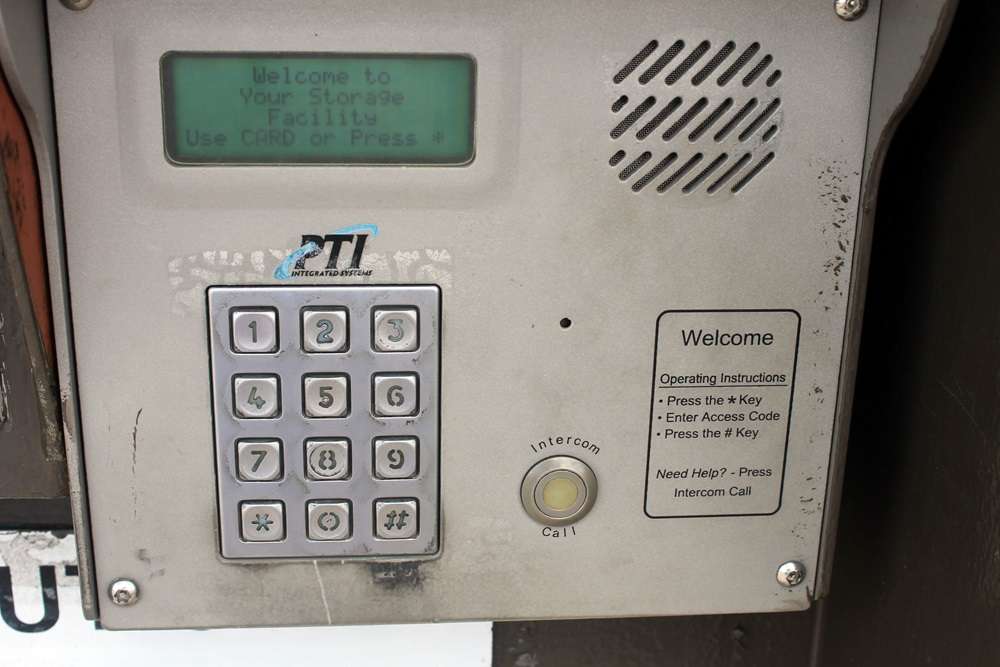 Welcome to
Your Storage
Facility
Use CARD or Press *
PTI
INTEGRATED SYSTEMS
1 2 3
4 5 6
7 8 9
* 0 #
Intercom
Call
Welcome
Operating Instructions
• Press the * Key
• Enter Access Code
• Press the # Key
Need Help? - Press
Intercom Call
U